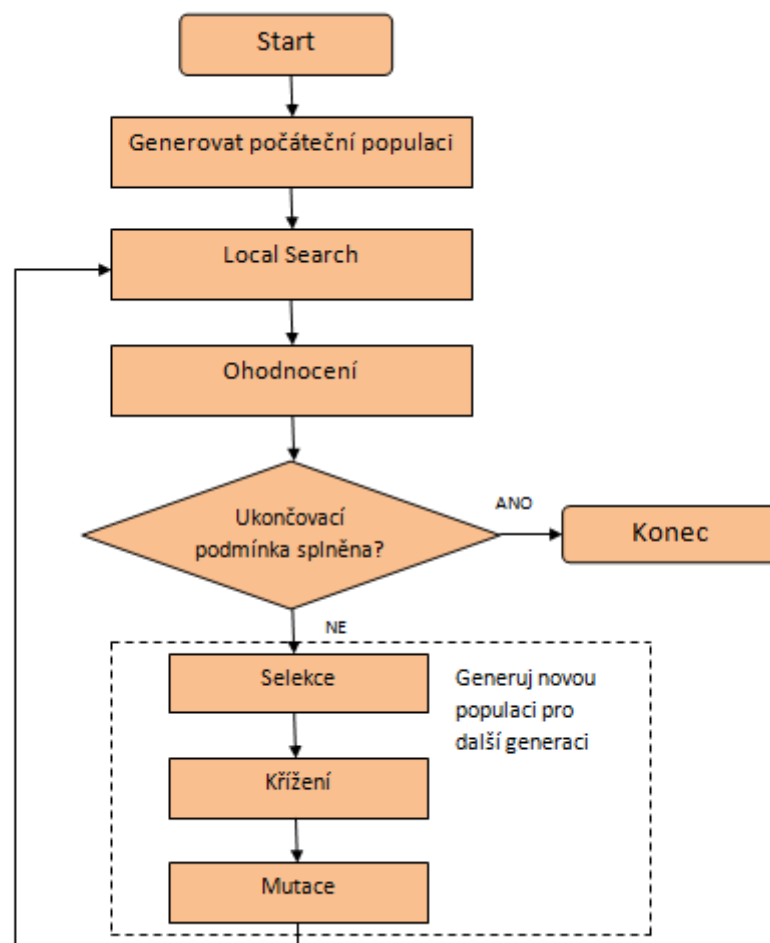 Start
Generovat počáteční populaci
Local Search
Ohodnocení
Ukončovací
podmínka splněna?
ANO
Konec
NE
Selekce
Generuj novou
populaci pro
další generaci
Křížení
Mutace